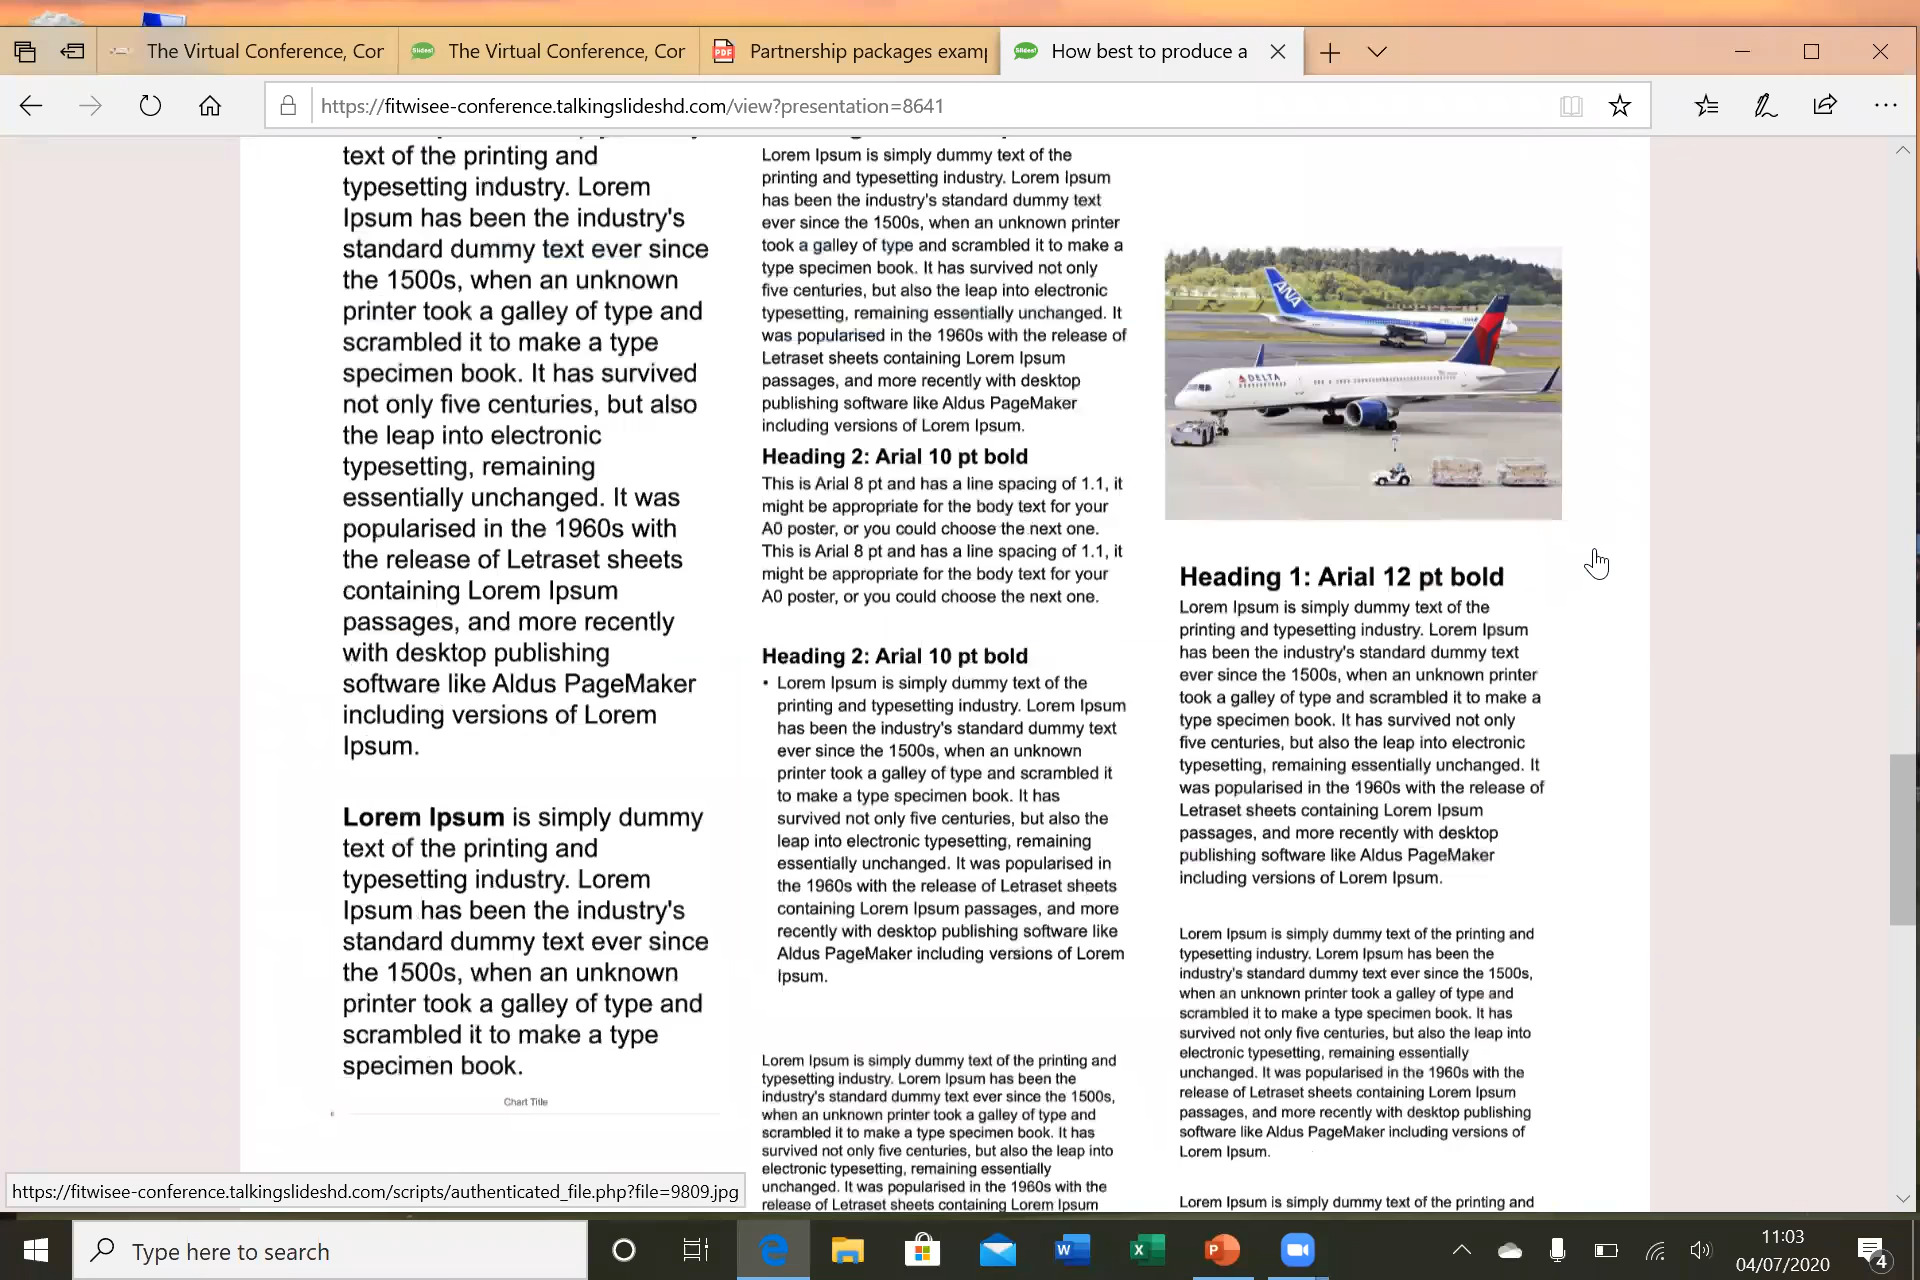 The Virtual Conference, Cor
Slides!
The Virtual Conference, Cor
PDF
Partnership packages examp
Slides!
How best to produce a
https://fitwisee-conference.talkingslideshd.com/view?presentation=8641
text of the printing and
typesetting industry. Lorem
Ipsum has been the industry's
standard dummy text ever since
the 1500s, when an unknown
printer took a galley of type and
scrambled it to make a type
specimen book. It has survived
not only five centuries, but also
the leap into electronic
typesetting, remaining
essentially unchanged. It was
popularised in the 1960s with
the release of Letraset sheets
containing Lorem Ipsum
passages, and more recently
with desktop publishing
software like Aldus PageMaker
including versions of Lorem
Ipsum.
Lorem Ipsum is simply dummy
text of the printing and
typesetting industry. Lorem
Ipsum has been the industry's
standard dummy text ever since
the 1500s, when an unknown
printer took a galley of type and
scrambled it to make a type
specimen book.
Chart Title
Lorem Ipsum is simply dummy text of the
printing and typesetting industry. Lorem Ipsum
has been the industry's standard dummy text
ever since the 1500s, when an unknown printer
took a galley of type and scrambled it to make a
type specimen book. It has survived not only
five centuries, but also the leap into electronic
typesetting, remaining essentially unchanged. It
was popularised in the 1960s with the release of
Letraset sheets containing Lorem Ipsum
passages, and more recently with desktop
publishing software like Aldus PageMaker
including versions of Lorem Ipsum.
Heading 2: Arial 10 pt bold
This is Arial 8 pt and has a line spacing of 1.1, it
might be appropriate for the body text for your
A0 poster, or you could choose the next one.
This is Arial 8 pt and has a line spacing of 1.1, it
might be appropriate for the body text for your
A0 poster, or you could choose the next one.
Heading 2: Arial 10 pt bold
• Lorem Ipsum is simply dummy text of the
printing and typesetting industry. Lorem Ipsum
has been the industry's standard dummy text
ever since the 1500s, when an unknown
printer took a galley of type and scrambled it
to make a type specimen book. It has
survived not only five centuries, but also the
leap into electronic typesetting, remaining
essentially unchanged. It was popularised in
the 1960s with the release of Letraset sheets
containing Lorem Ipsum passages, and more
recently with desktop publishing software like
Aldus PageMaker including versions of Lorem
Ipsum.
Lorem Ipsum is simply dummy text of the printing and
typesetting industry. Lorem Ipsum has been the
industry's standard dummy text ever since the 1500s,
when an unknown printer took a galley of type and
scrambled it to make a type specimen book. It has
survived not only five centuries, but also the leap into
electronic typesetting, remaining essentially
unchanged. It was popularised in the 1960s with the
release of Letraset sheets containing Lorem Ipsum
ANA
DELTA
Heading 1: Arial 12 pt bold
Lorem Ipsum is simply dummy text of the
printing and typesetting industry. Lorem Ipsum
has been the industry's standard dummy text
ever since the 1500s, when an unknown printer
took a galley of type and scrambled it to make a
type specimen book. It has survived not only
five centuries, but also the leap into electronic
typesetting, remaining essentially unchanged. It
was popularised in the 1960s with the release of
Letraset sheets containing Lorem Ipsum
passages, and more recently with desktop
publishing software like Aldus PageMaker
including versions of Lorem Ipsum.
Lorem Ipsum is simply dummy text of the printing and
typesetting industry. Lorem Ipsum has been the
industry's standard dummy text ever since the 1500s,
when an unknown printer took a galley of type and
scrambled it to make a type specimen book. It has
survived not only five centuries, but also the leap into
electronic typesetting, remaining essentially
unchanged. It was popularised in the 1960s with the
release of Letraset sheets containing Lorem Ipsum
passages, and more recently with desktop publishing
software like Aldus PageMaker including versions of
Lorem Ipsum.
Lorem Ipsum is simply dummy text of the printing and
https://fitwisee-conference.talkingslideshd.com/scripts/authenticated_file.php?file=9809.jpg
Type here to search
W
X
P
11:03
04/07/2020
4